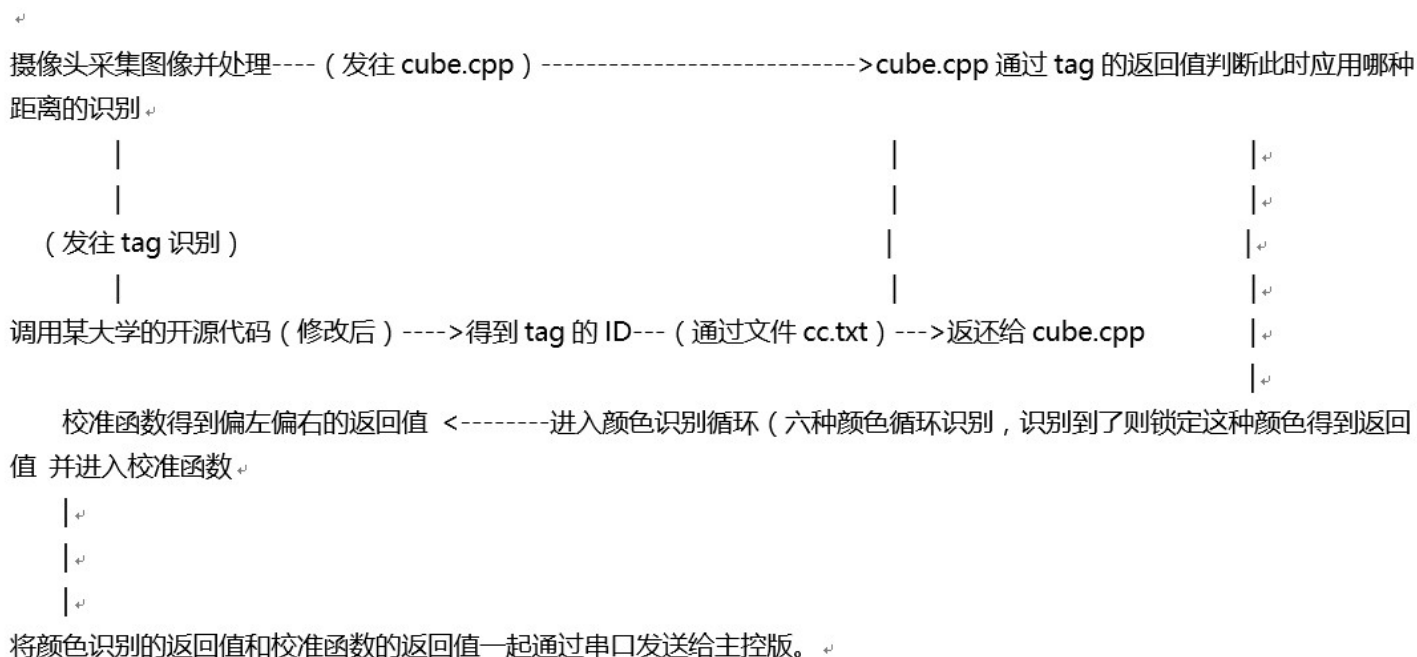 摄像头采集图像并处理----（发往 cube.cpp）--------------------------->cube.cpp 通过 tag 的返回值判断此时应用哪种
距离的识别
| | |
| | |
（发往 tag 识别） | |
| | |
调用某大学的开源代码（修改后）---->得到 tag 的 ID---（通过文件 cc.txt）--->返还给 cube.cpp |
|
校准函数得到偏左偏右的返回值 <--------进入颜色识别循环（六种颜色循环识别，识别到了则锁定这种颜色得到返回
值 并进入校准函数
|
|
|
将颜色识别的返回值和校准函数的返回值一起通过串口发送给主控版。